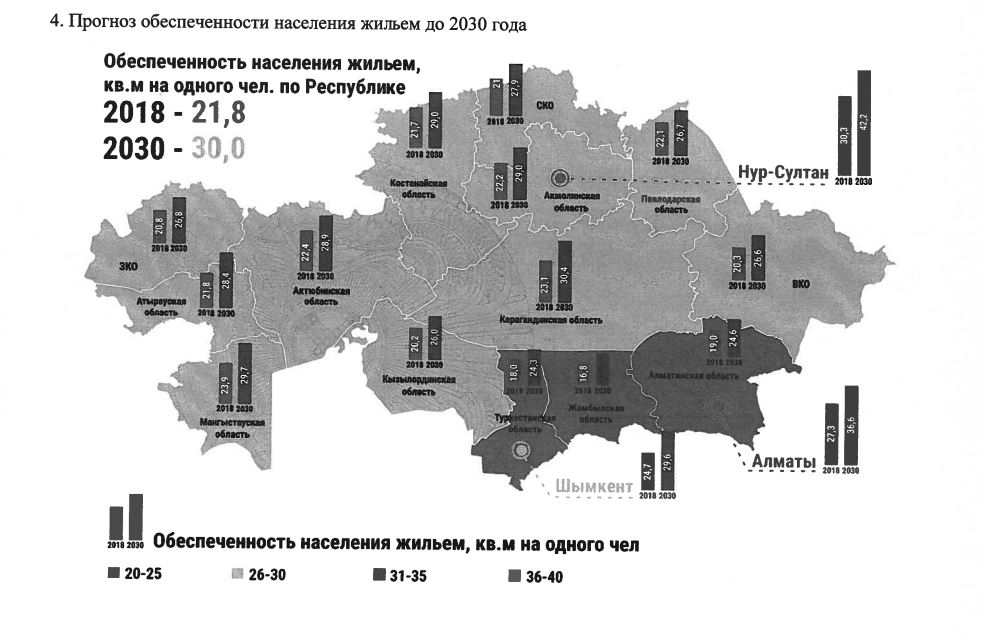 4. Прогноз обеспеченности населения жильем до 2030 года
Обеспеченность населения жильем,
кв.м на одного чел. по Республике
2018 - 21,8
2030 - 30,0
21
27,9
2018 2030
СКО
21,7
29,0
2018 2030
Костанайская
область
22,2
29,0
2018 2030
Акмолинская
область
22,1
26,7
2018 2030
Павлодарская
область
Нур-Султан
30,3
42,2
2018 2030
20,8
26,8
2018 2030
ЗКО
21,8
28,4
2018 2030
Атырауская
область
22,4
28,9
2018 2030
Актюбинская
область
23,1
30,4
2018 2030
Карагандинская область
20,3
26,6
2018 2030
ВКО
23,9
29,7
2018 2030
Мангыстауская
область
20,2
26,0
2018 2030
Кызылординская
область
18,0
24,3
2018 2030
Туркестанская
область
16,8
2018 2030
Жамбылская
область
19,0
24,6
2018 2030
Алматинская область
Алматы
27,3
36,6
2018 2030
Шымкент
24,7
29,6
2018 2030
2018 2030
Обеспеченность населения жильем, кв.м на одного чел
20-25
26-30
31-35
36-40